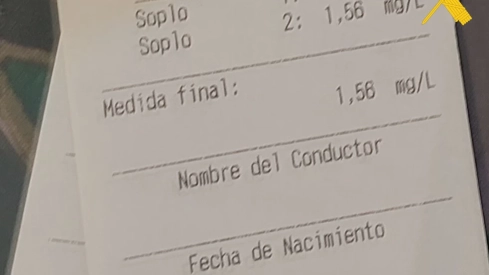 Soplo
Soplo 2: 1,56 mg/L
Medida final:
1,56 mg/L
Nombre del Conductor
Fecha de Nacimiento